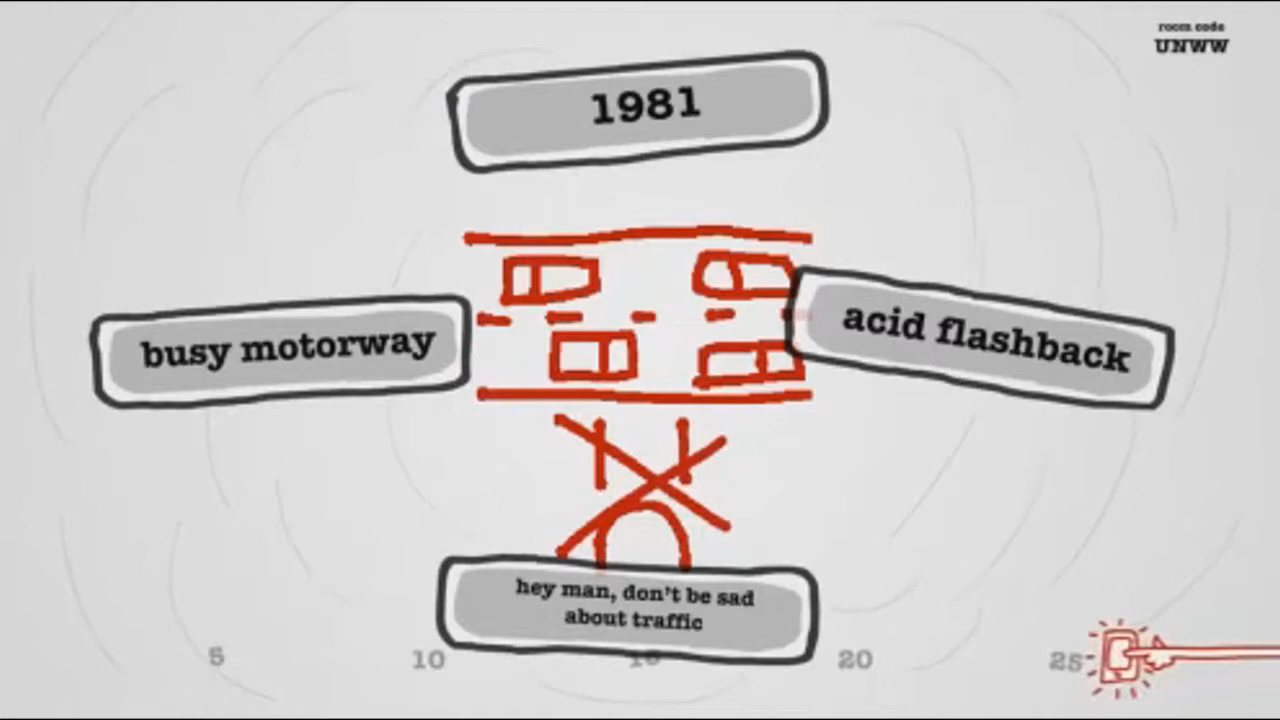 room code
UNWW
1981
busy motorway
acid flashback
hey man, don't be sad
about traffic
5 10 15 20 25